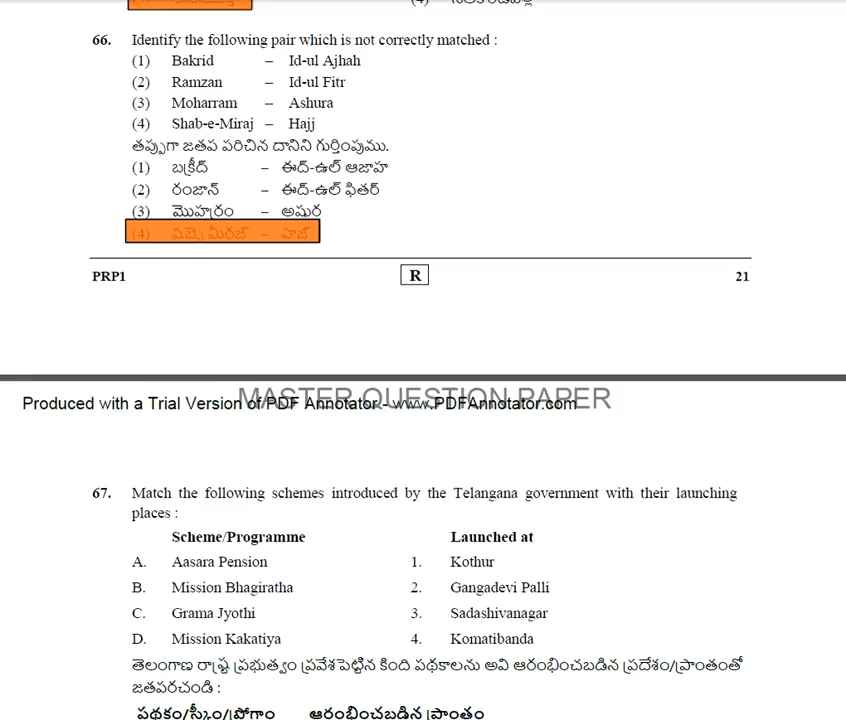 66. Identify the following pair which is not correctly matched :
(1) Bakrid – Id-ul Ajhah
(2) Ramzan – Id-ul Fitr
(3) Moharram – Ashura
(4) Shab-e-Miraj – Hajj
తప్పుగా జతప పరిచిన దానిని గుర్తింపుము.
(1) బక్రీద్ – ఈద్-ఉల్ ఆజాహ
(2) రంజాన్ – ఈద్-ఉల్ ఫితర్
(3) మొహర్రం – అషుర
(4) షబ్బె మీరజ్ – హజ్
PRP1 R 21
MASTER QUESTION PAPER
Produced with a Trial Version of PDF Annotator - www.PDFAnnotator.com
67. Match the following schemes introduced by the Telangana government with their launching
places :
Scheme/Programme Launched at
A. Aasara Pension 1. Kothur
B. Mission Bhagiratha 2. Gangadevi Palli
C. Grama Jyothi 3. Sadashivanagar
D. Mission Kakatiya 4. Komatibanda
తెలంగాణ రాష్ట్ర ప్రభుత్వం ప్రవేశపెట్టిన కింది పథకాలను అవి ఆరంభించబడిన ప్రదేశం/ప్రాంతంతో
జతపరచండి :
పథకం/స్కీం/ప్రోగాం ఆరంభించబడిన ప్రాంతం